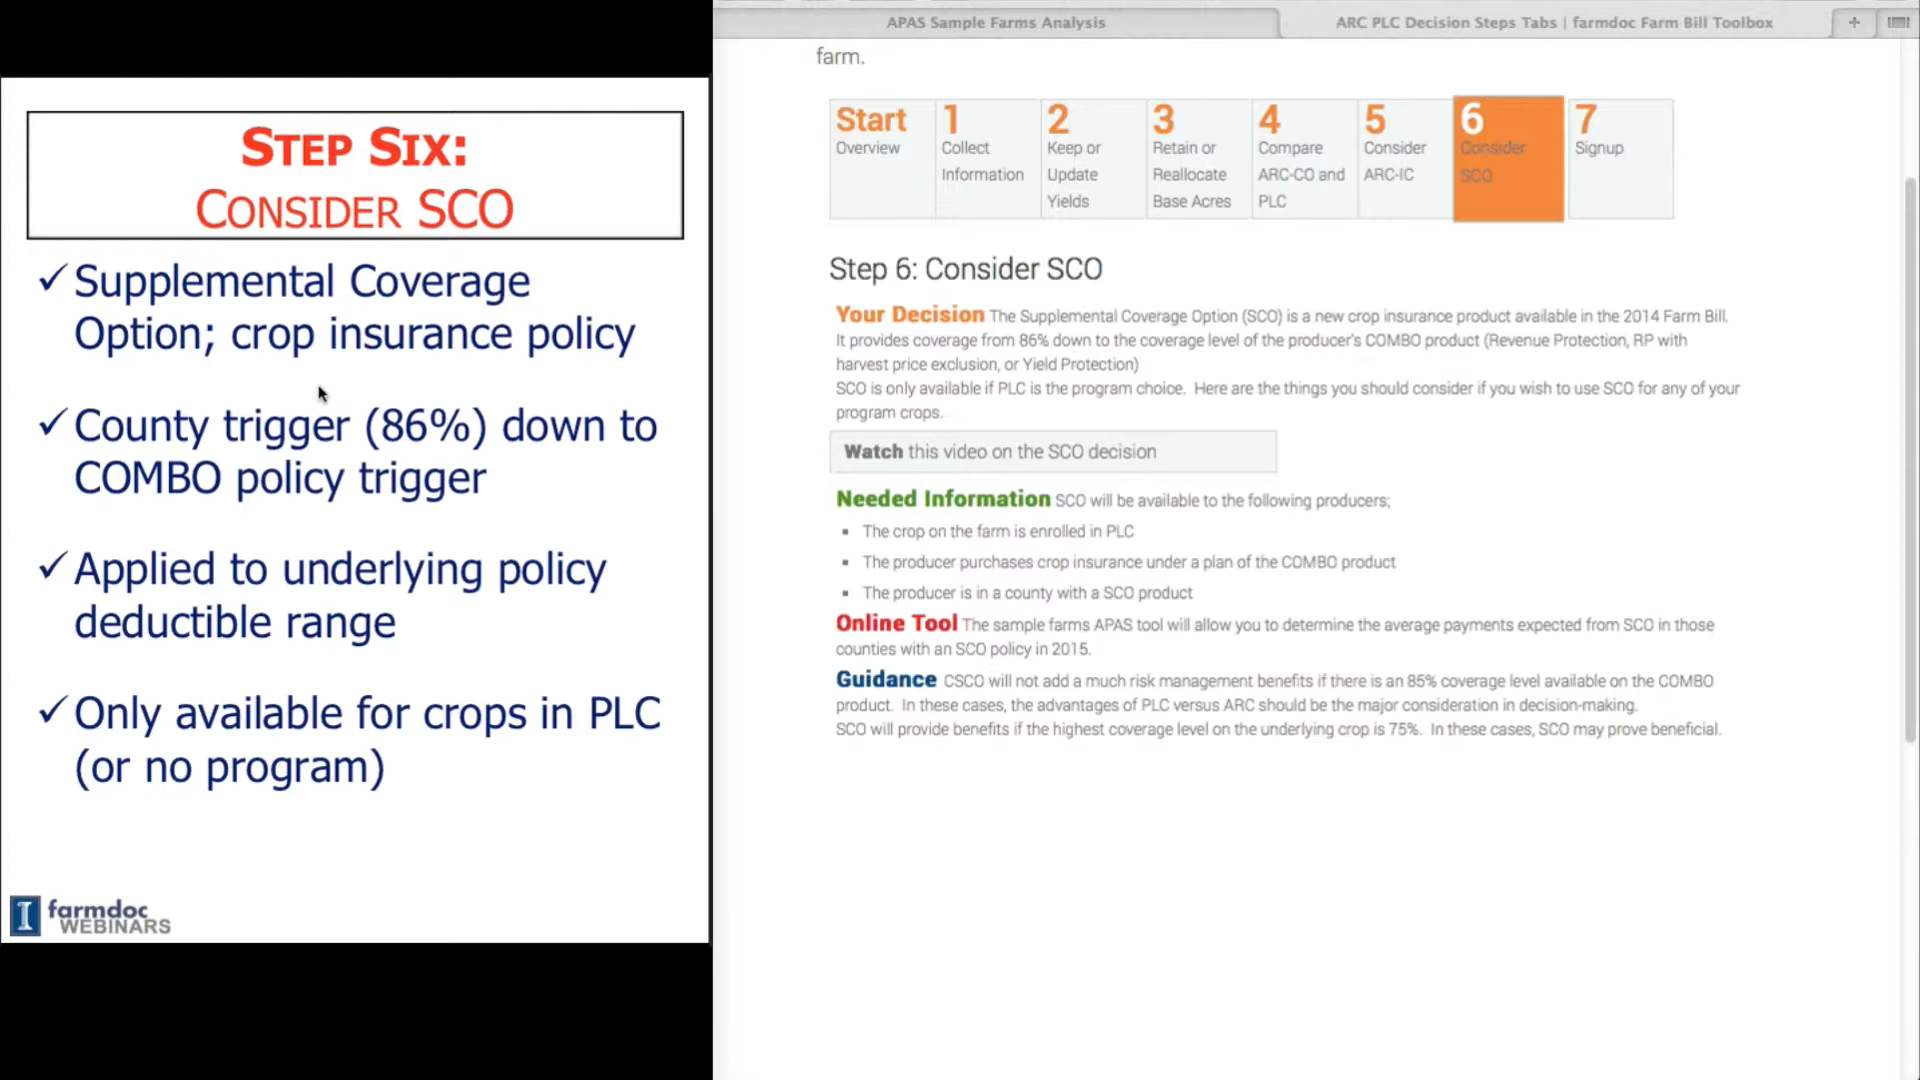 STEP SIX:
CONSIDER SCO
✓ Supplemental Coverage
Option; crop insurance policy
✓ County trigger (86%) down to
COMBO policy trigger
✓ Applied to underlying policy
deductible range
✓ Only available for crops in PLC
(or no program)
I farmdoc
WEBINARS
APAS Sample Farms Analysis
ARC PLC Decision Steps Tabs | farmdoc Farm Bill Toolbox
+
farm.
Start
Overview
1
Collect
Information
2
Keep or
Update
Yields
3
Retain or
Reallocate
Base Acres
4
Compare
ARC-CO and
PLC
5
Consider
ARC-IC
6
Consider
SCO
7
Signup
Step 6: Consider SCO
Your Decision The Supplemental Coverage Option (SCO) is a new crop insurance product available in the 2014 Farm Bill.
It provides coverage from 86% down to the coverage level of the producer's COMBO product (Revenue Protection, RP with
harvest price exclusion, or Yield Protection)
SCO is only available if PLC is the program choice. Here are the things you should consider if you wish to use SCO for any of your
program crops.
Watch this video on the SCO decision
Needed Information SCO will be available to the following producers;
▪ The crop on the farm is enrolled in PLC
▪ The producer purchases crop insurance under a plan of the COMBO product
▪ The producer is in a county with a SCO product
Online Tool The sample farms APAS tool will allow you to determine the average payments expected from SCO in those
counties with an SCO policy in 2015.
Guidance CSCO will not add a much risk management benefits if there is an 85% coverage level available on the COMBO
product. In these cases, the advantages of PLC versus ARC should be the major consideration in decision-making.
SCO will provide benefits if the highest coverage level on the underlying crop is 75%. In these cases, SCO may prove beneficial.